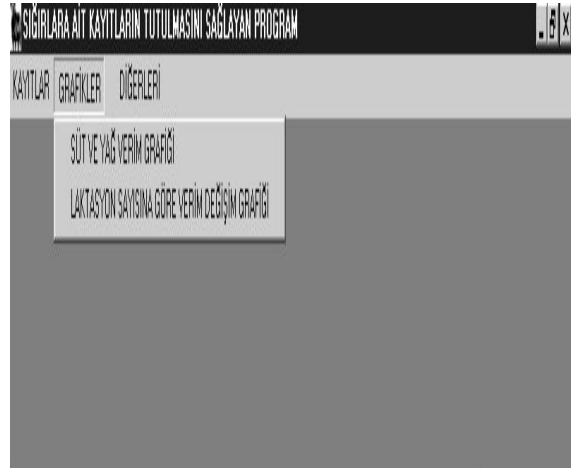 SIĞIRLARA AİT KAYITLARIN TUTULMASINI SAĞLAYAN PROGRAM
KAYITLAR GRAFİKLER DİĞERLERİ
SÜT VE YAĞ VERİM GRAFİĞİ
LAKTASYON SAYISINA GÖRE VERİM DEĞİŞİM GRAFİĞİ